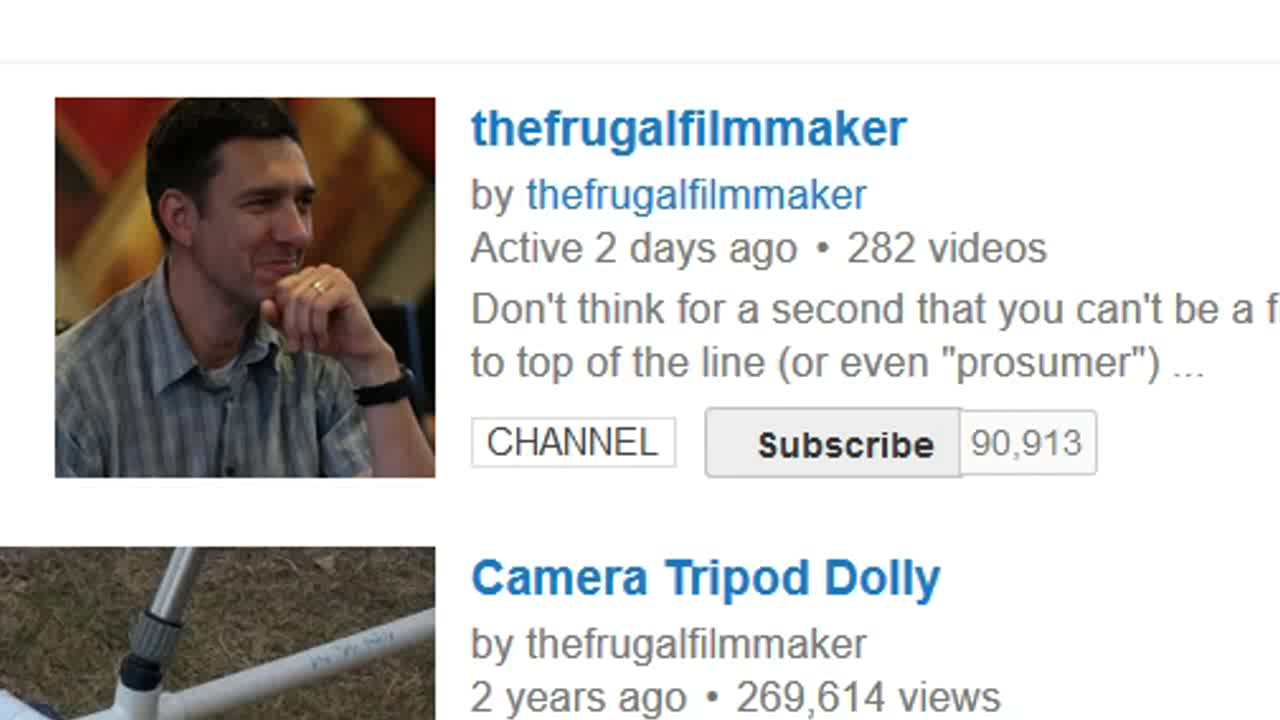 thefrugalfilmmaker
by thefrugalfilmmaker
Active 2 days ago • 282 videos
Don't think for a second that you can't be a f
to top of the line (or even "prosumer") ...
CHANNEL
Subscribe 90,913
Camera Tripod Dolly
by thefrugalfilmmaker
2 years ago • 269,614 views